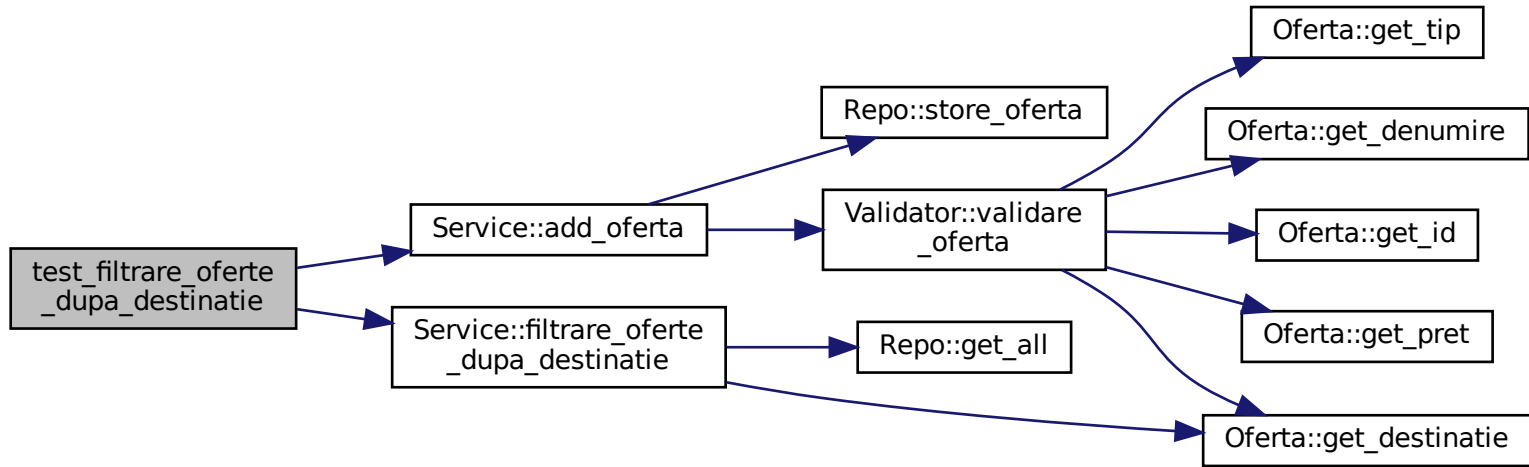 test_filtrare_oferte
_dupa_destinatie
Service::add_oferta
Service::filtrare_oferte
_dupa_destinatie
Repo::store_oferta
Validator::validare
_oferta
Repo::get_all
Oferta::get_tip
Oferta::get_denumire
Oferta::get_id
Oferta::get_pret
Oferta::get_destinatie